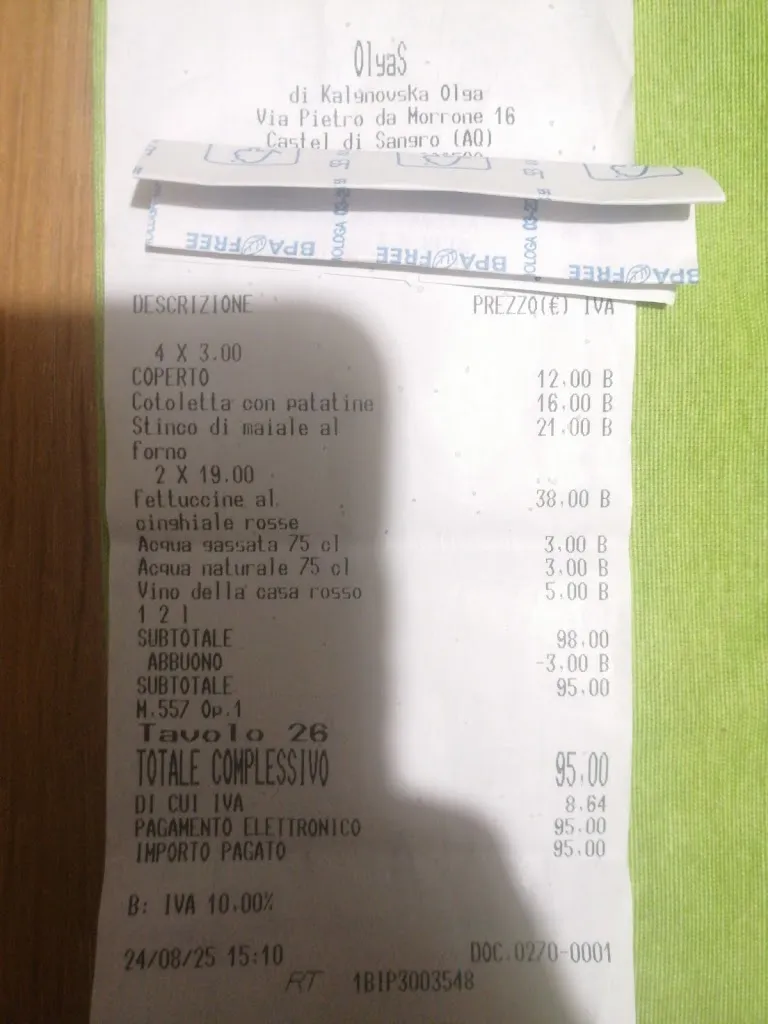 OlyaS
di Kalynovska Olga
Via Pietro da Morrone 16
Castel di Sangro (AQ)
BPA FREE BPA FREE BPA FREE
DESCRIZIONE PREZZO(€) IVA
4 X 3.00
COPERTO 12,00 B
Cotoletta con patatine 16,00 B
Stinco di maiale al 21,00 B
forno
2 X 19.00
fettuccine al 38,00 B
cinghiale rosse
Acqua gassata 75 cl 3,00 B
Acqua naturale 75 cl 3,00 B
Vino della casa rosso 5,00 B
1 2 l
SUBTOTALE 98,00
ABBUONO -3,00 B
SUBTOTALE 95,00
M.557 Op.1
Tavolo 26
TOTALE COMPLESSIVO 95,00
DI CUI IVA 8,64
PAGAMENTO ELETTRONICO 95,00
IMPORTO PAGATO 95,00
B: IVA 10,00%
24/08/25 15:10 DOC.0270-0001
RT 1BIP3003548